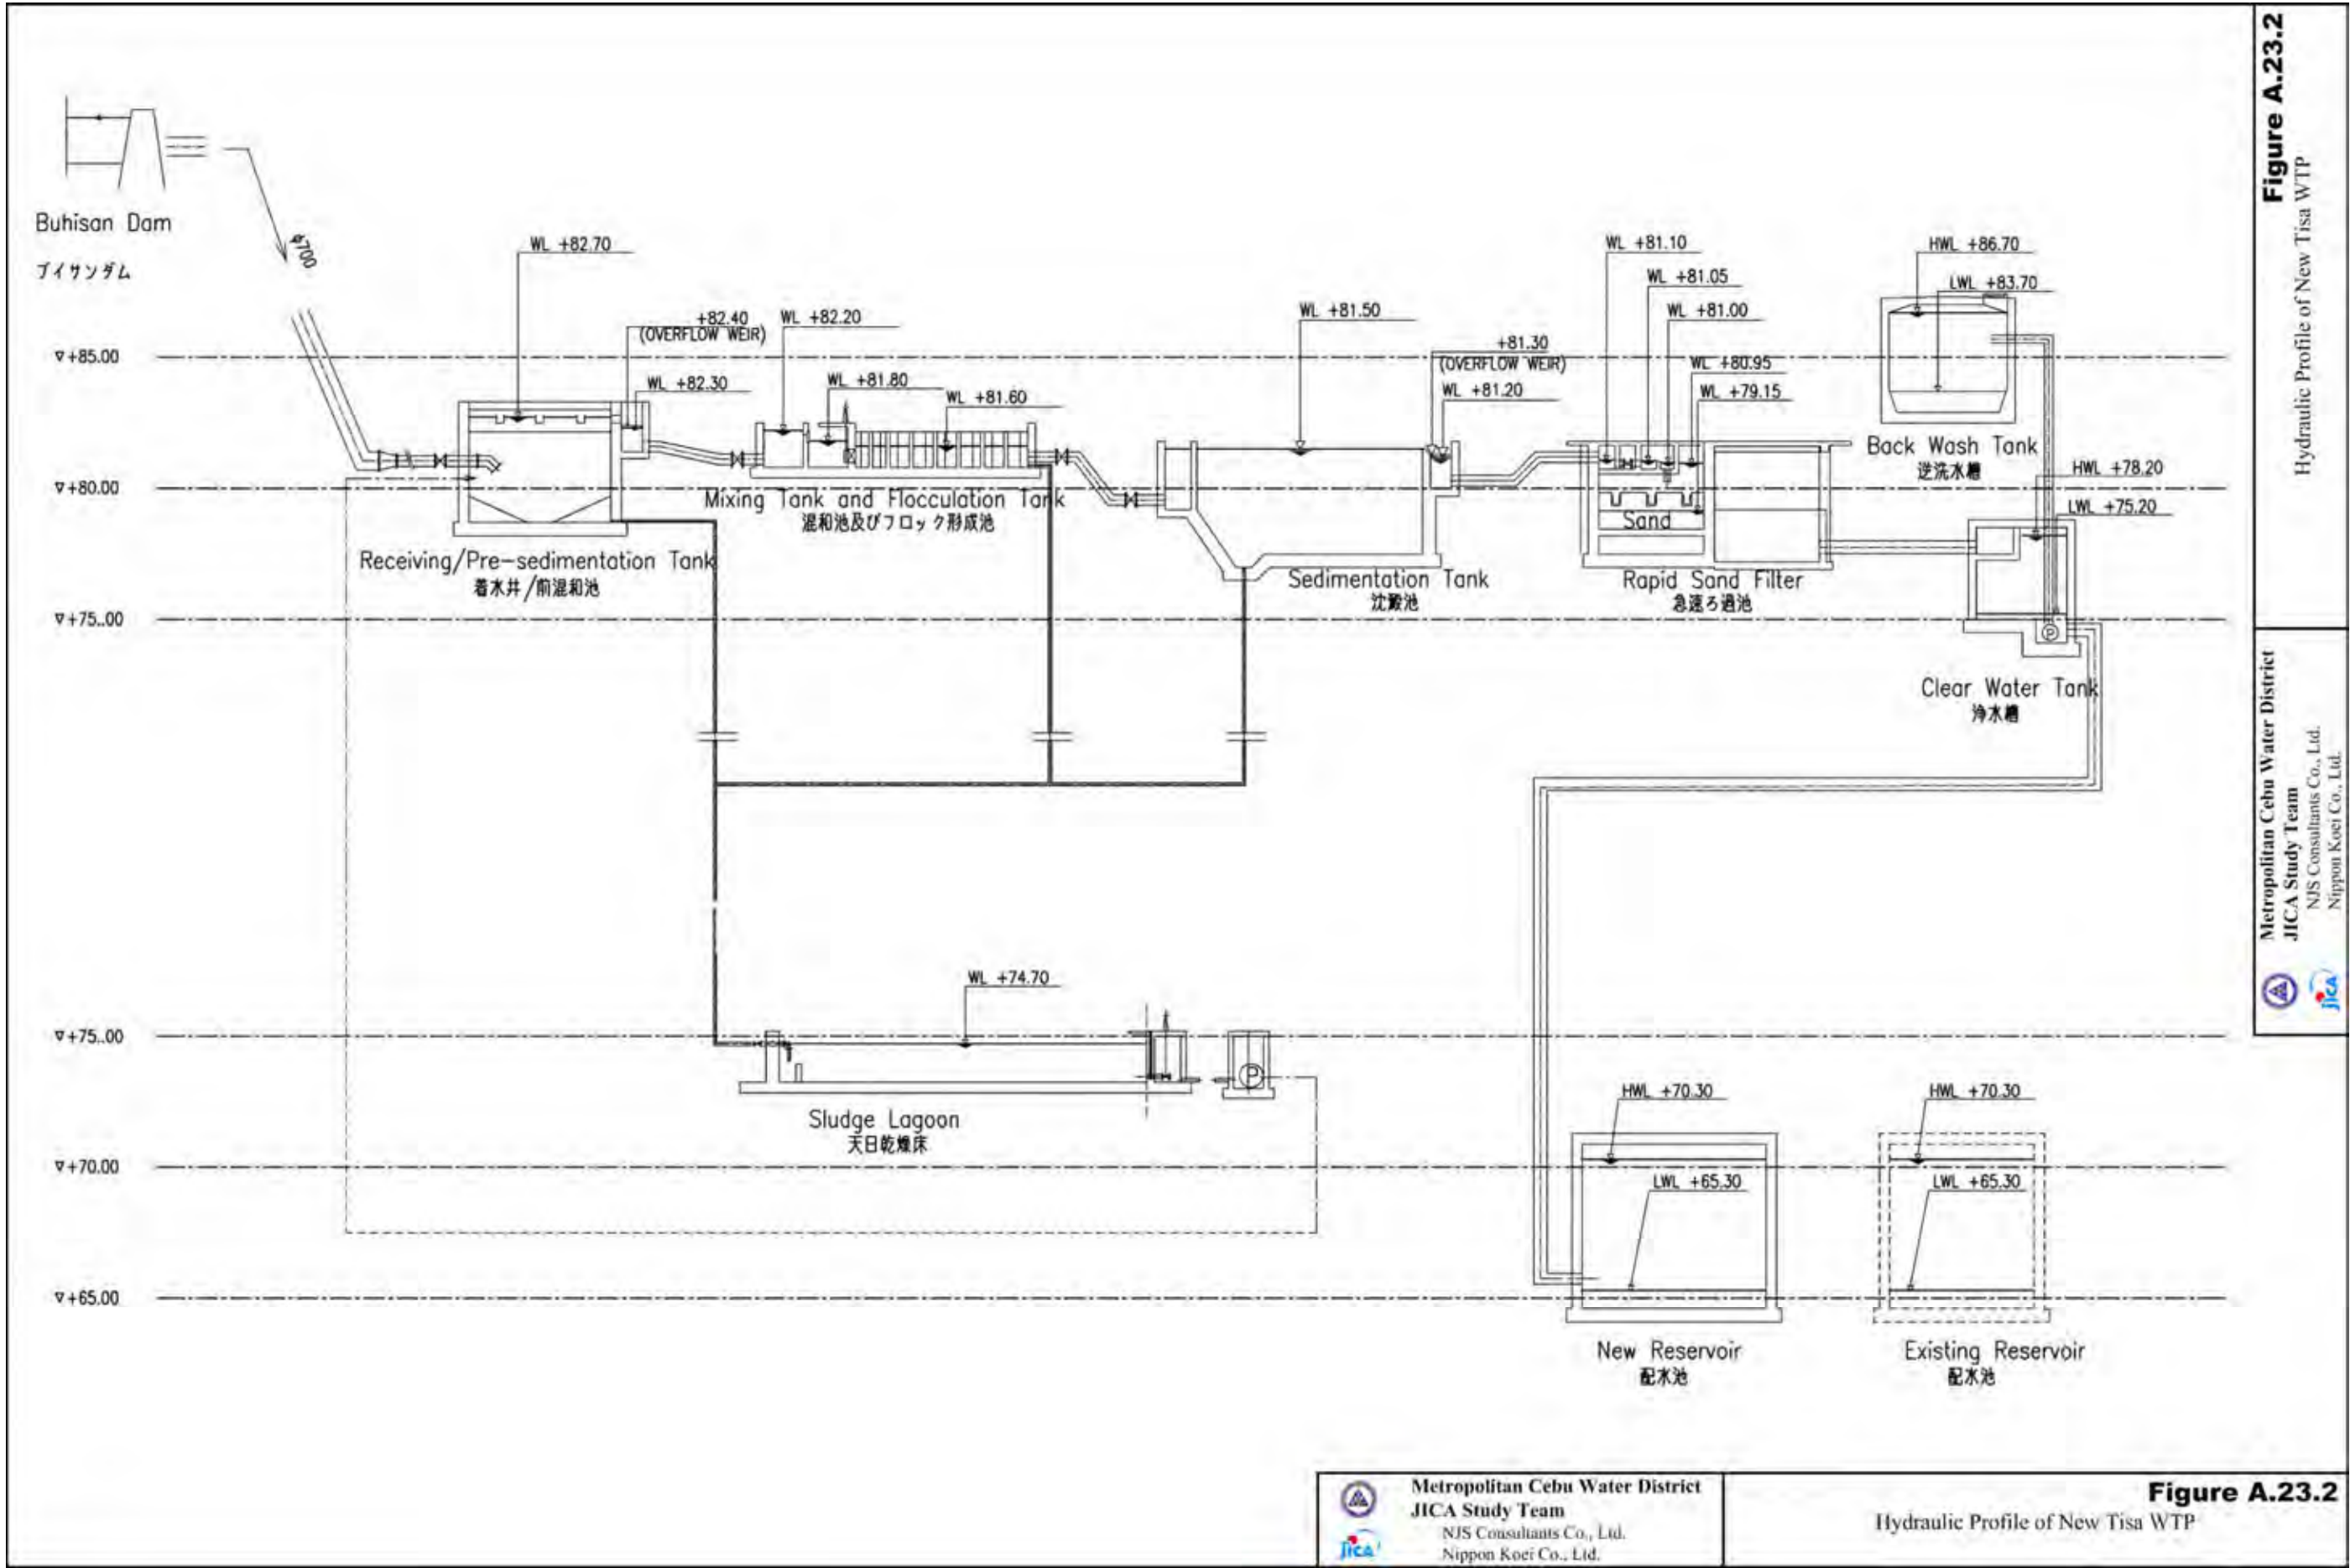 Buhisan Dam
ブイサンダム
φ700
WL +82.70
+82.40
(OVERFLOW WEIR)
WL +82.30
WL +82.20
WL +81.80
WL +81.60
WL +81.50
+81.30
(OVERFLOW WEIR)
WL +81.20
WL +81.10
WL +81.05
WL +81.00
WL +80.95
WL +79.15
HWL +86.70
LWL +83.70
Back Wash Tank
逆洗水槽
HWL +78.20
LWL +75.20
▽+85.00
▽+80.00
▽+75..00
Receiving/Pre-sedimentation Tank
着水井/前混和池
Mixing Tank and Flocculation Tank
混和池及びフロック形成池
Sedimentation Tank
沈殿池
Sand
Rapid Sand Filter
急速ろ過池
P
Clear Water Tank
浄水槽
▽+75..00
▽+70.00
▽+65.00
WL +74.70
P
Sludge Lagoon
天日乾燥床
HWL +70.30
LWL +65.30
New Reservoir
配水池
HWL +70.30
LWL +65.30
Existing Reservoir
配水池
Figure A.23.2
Hydraulic Profile of New Tisa WTP
Metropolitan Cebu Water District
JICA Study Team
NJS Consultants Co., Ltd.
Nippon Koei Co., Ltd.
jICA
Metropolitan Cebu Water District
JICA Study Team
NJS Consultants Co., Ltd.
Nippon Koei Co., Ltd.
jICA
Figure A.23.2
Hydraulic Profile of New Tisa WTP